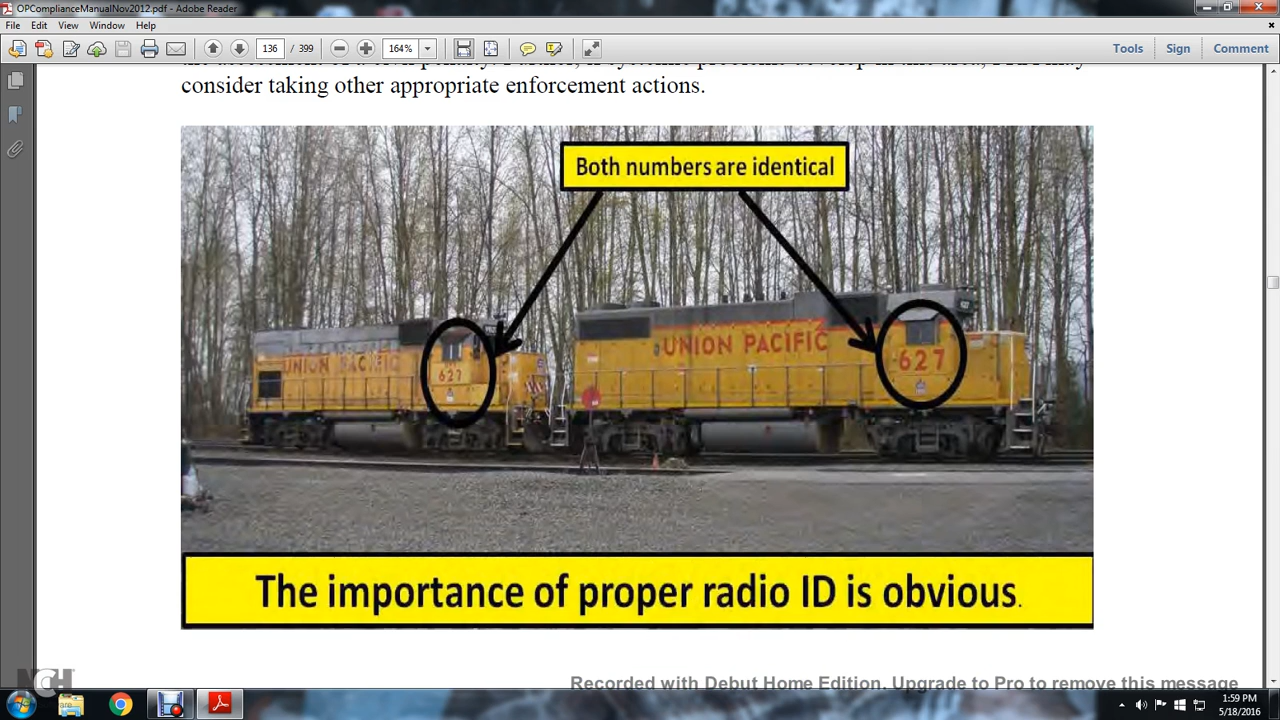 OPComplianceManualNov2012.pdf - Adobe Reader
File Edit View Window Help
136 / 399 164% Tools Sign Comment
consider taking other appropriate enforcement actions.
Both numbers are identical
UNION PACIFIC
627
UNION PACIFIC
627
The importance of proper radio ID is obvious.
NCH
Recorded with Debut Home Edition. Upgrade to Pro to remove this message
1:59 PM
5/18/2016